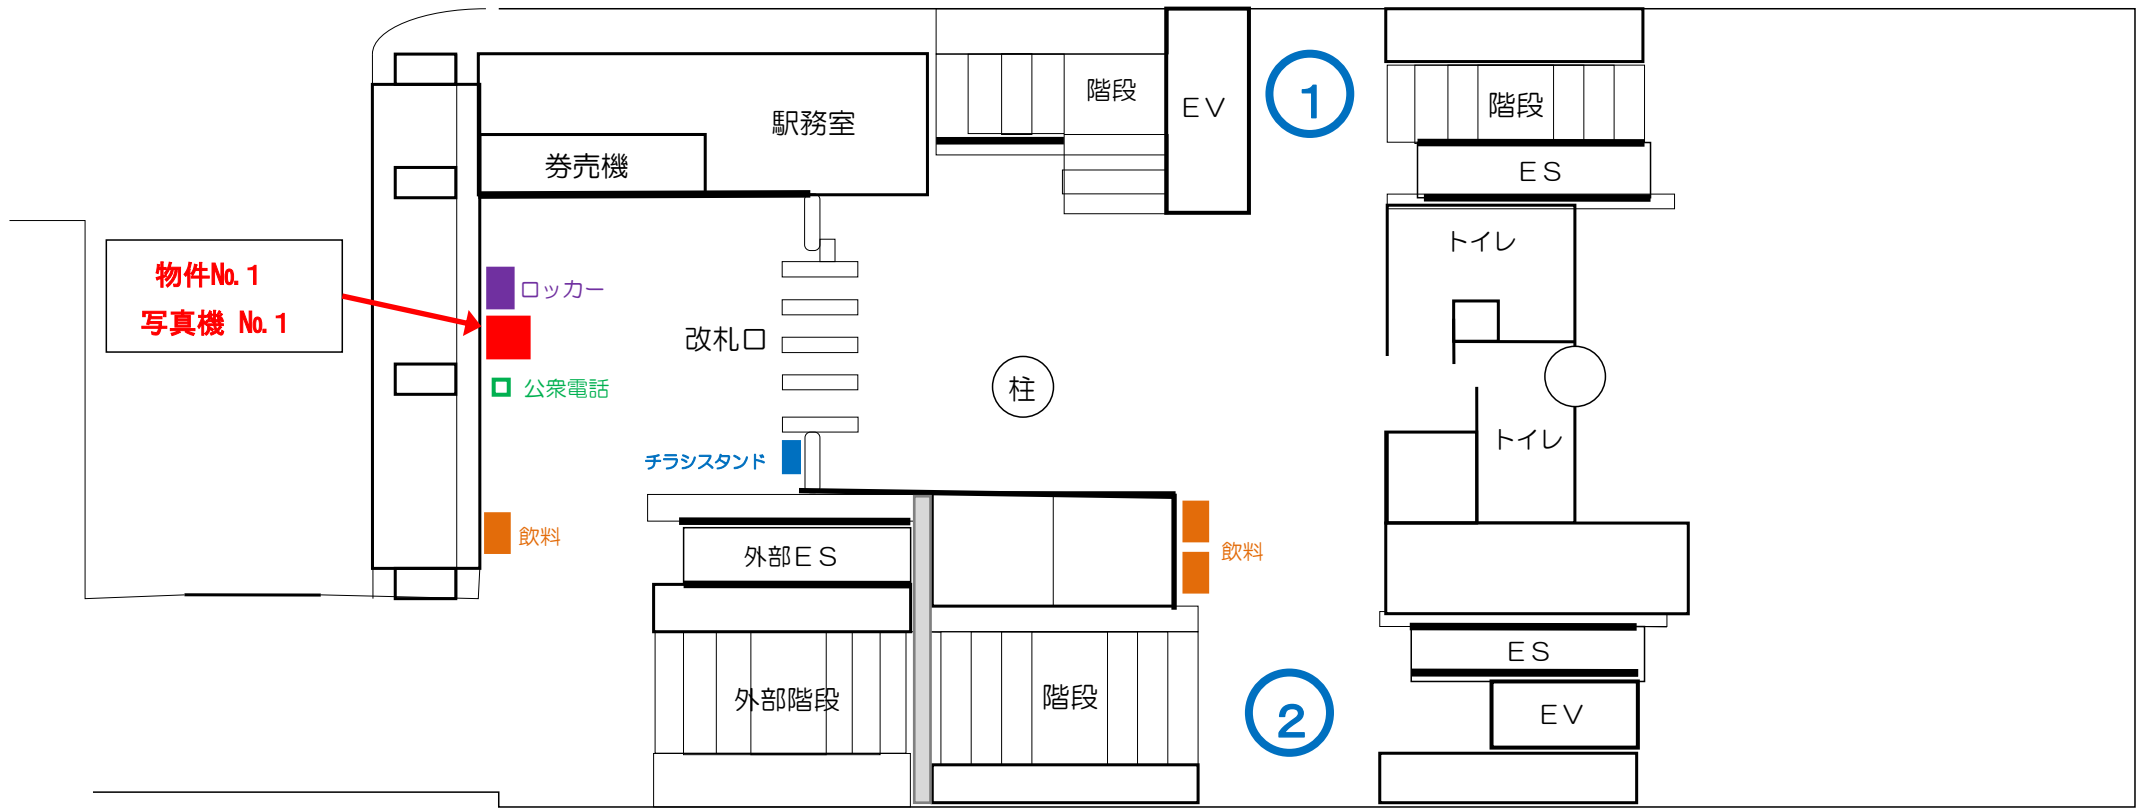 階段
EV
1
階段
駅務室
券売機
ES
トイレ
物件№1
写真機 №1
ロッカー
改札口
公衆電話
柱
トイレ
チラシスタンド
飲料
外部ES
飲料
ES
外部階段
階段
2
EV